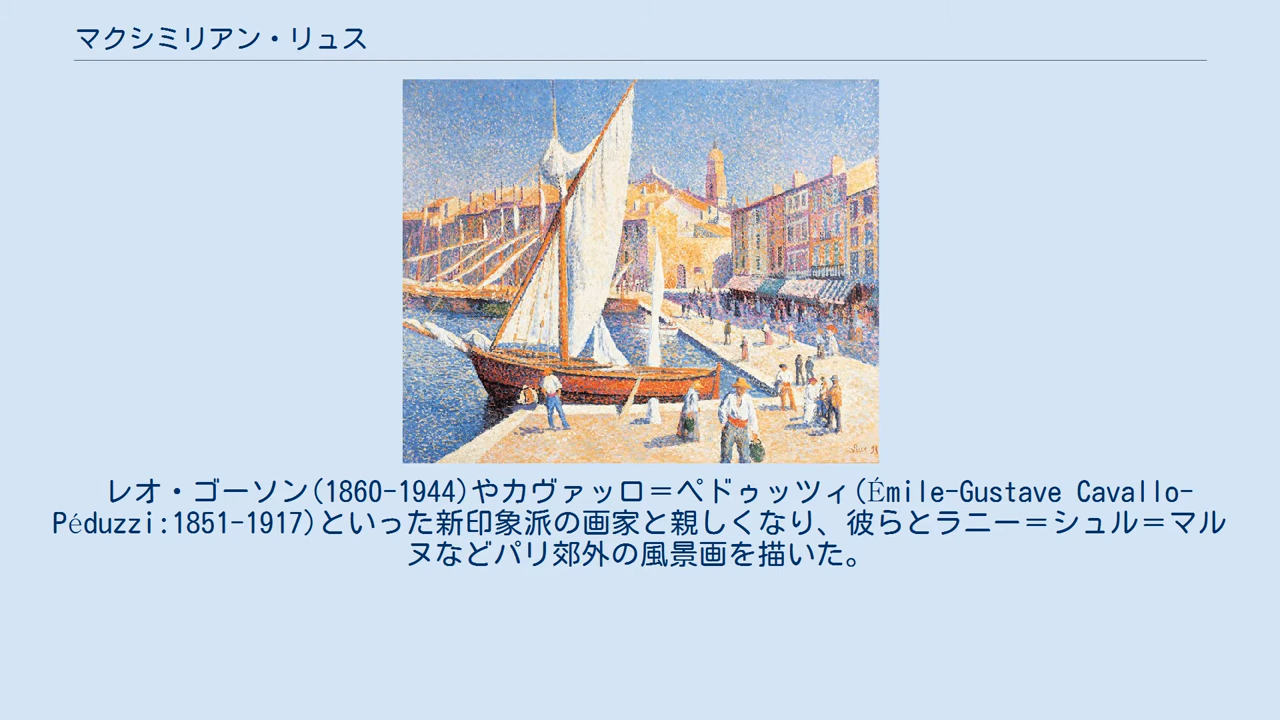 マクシミリアン・リュス
Luce 93
レオ・ゴーソン(1860-1944)やカヴァッロ＝ペドゥッツィ(Émile-Gustave Cavallo-
Péduzzi:1851-1917)といった新印象派の画家と親しくなり、彼らとラニー＝シュル＝マル
ヌなどパリ郊外の風景画を描いた。